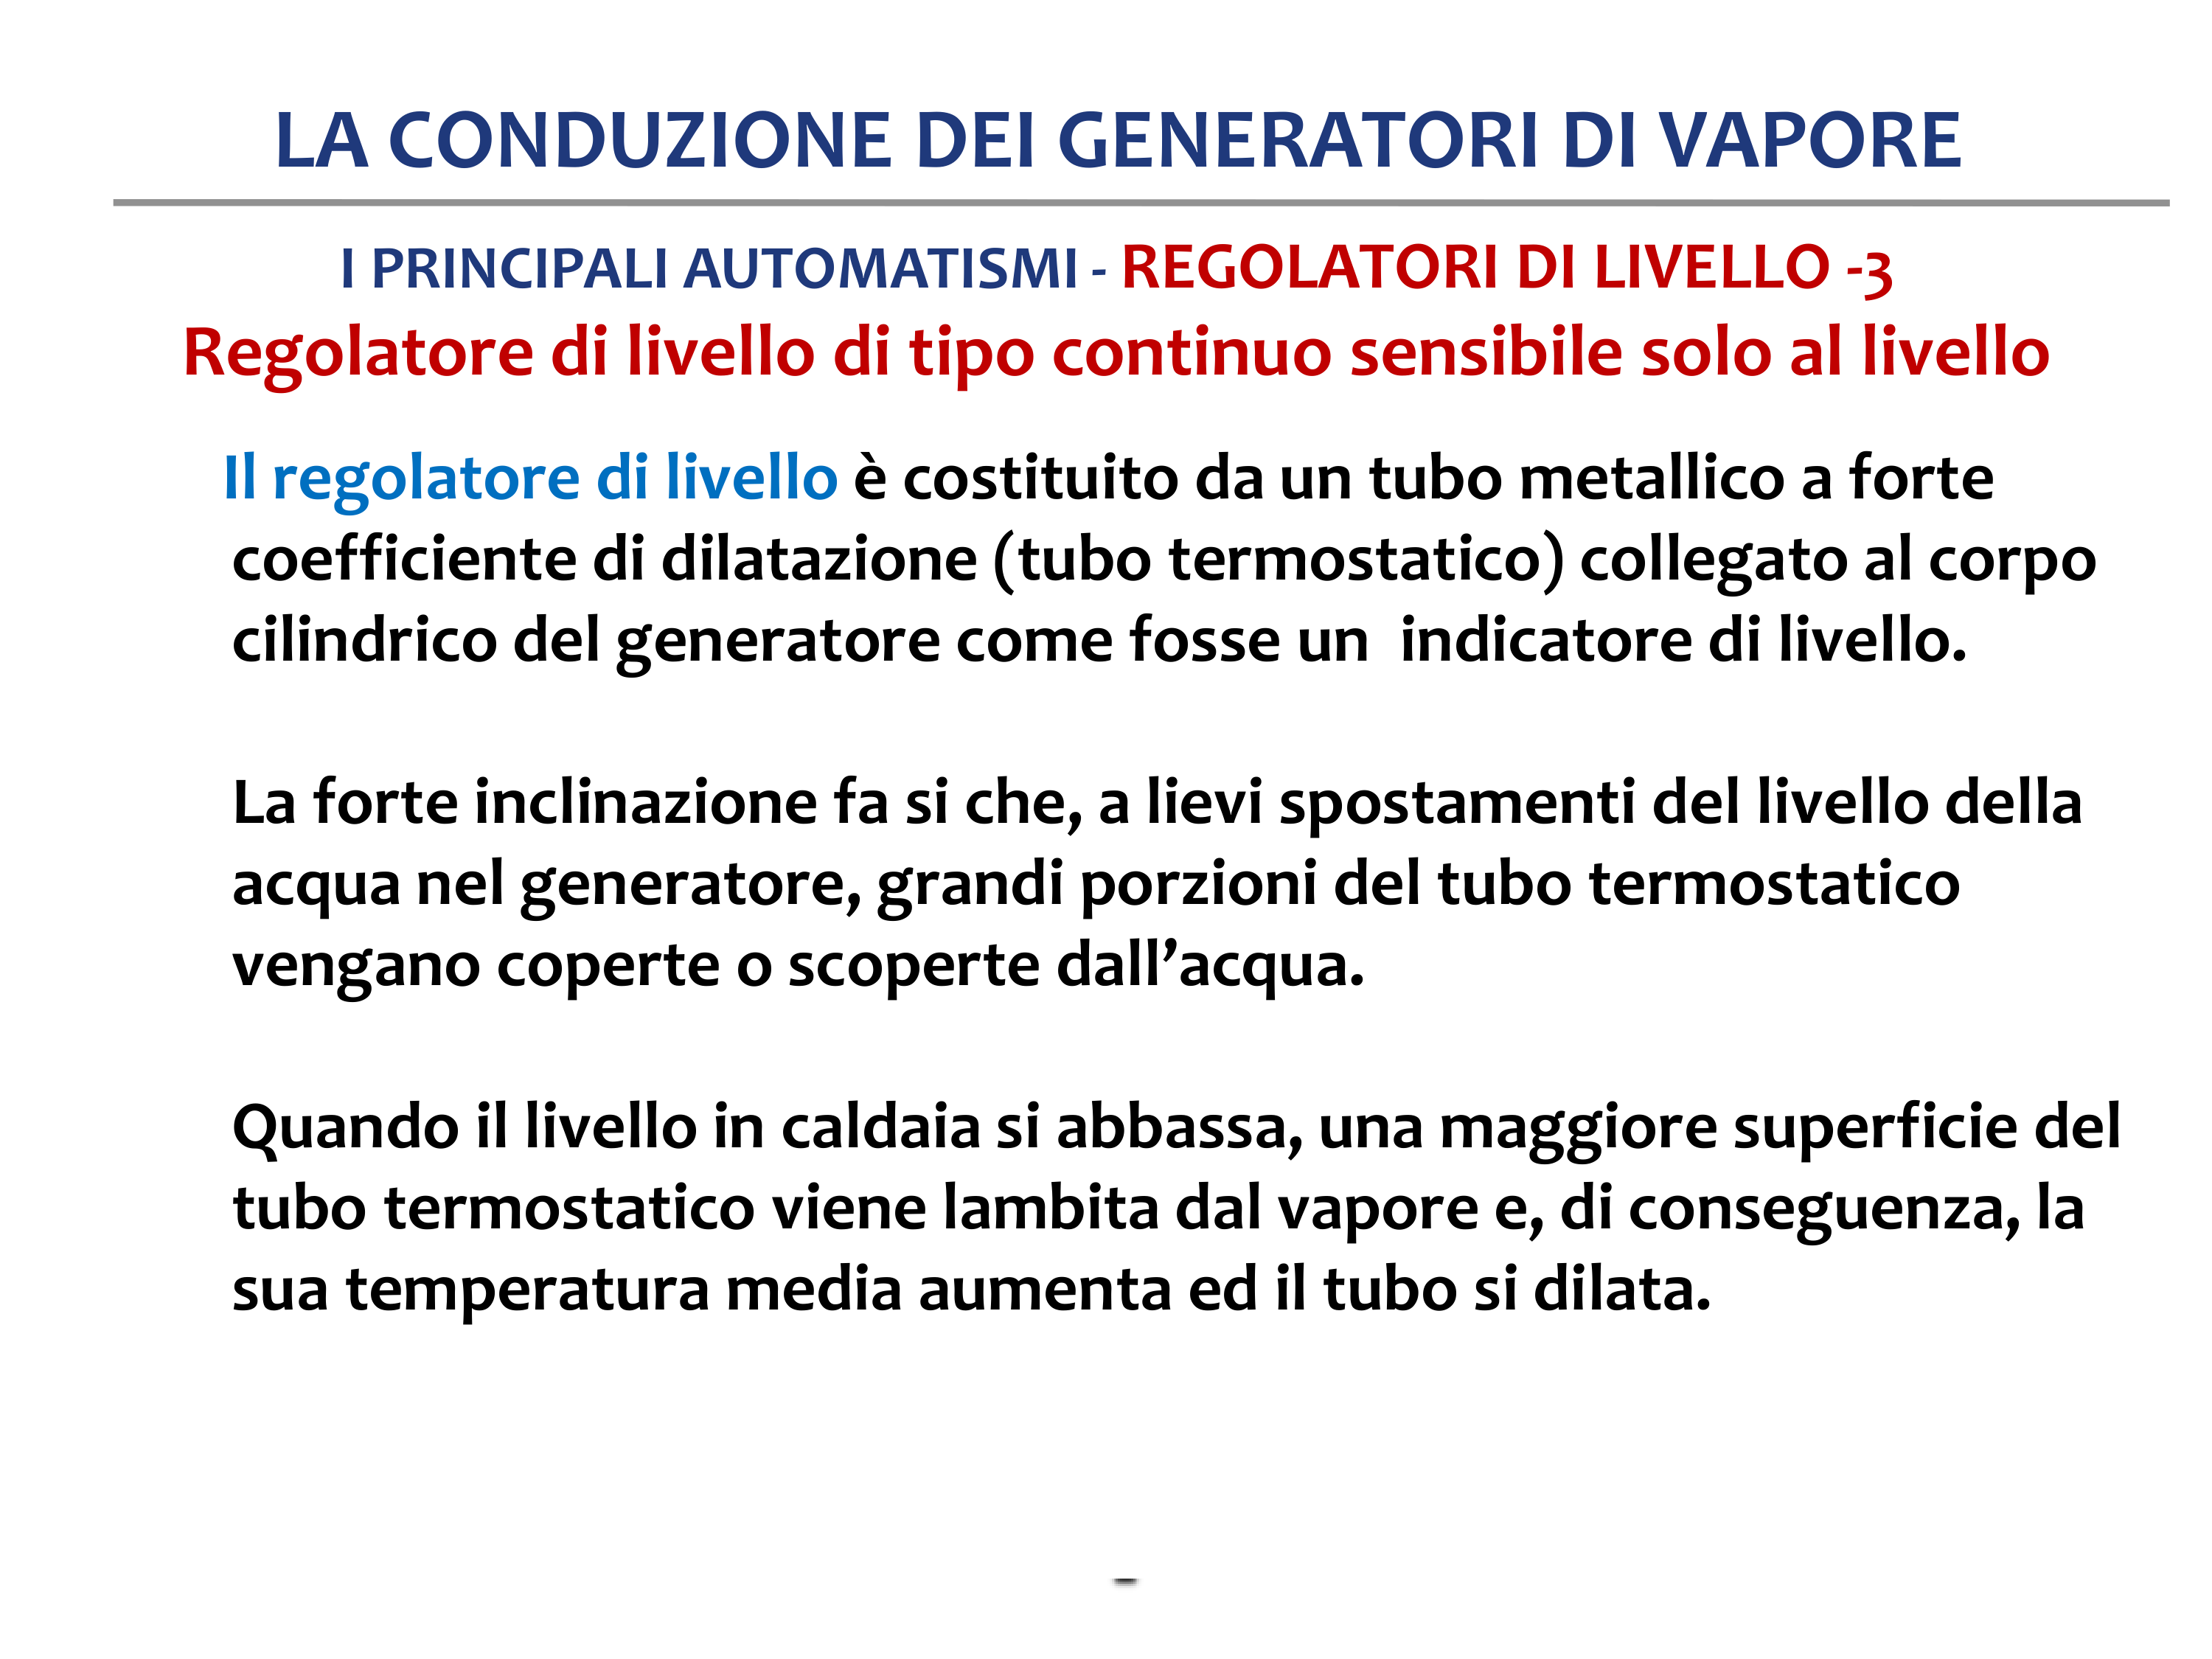 LA CONDUZIONE DEI GENERATORI DI VAPORE
I PRINCIPALI AUTOMATISMI - REGOLATORI DI LIVELLO -3
Regolatore di livello di tipo continuo sensibile solo al livello
Il regolatore di livello è costituito da un tubo metallico a forte
coefficiente di dilatazione (tubo termostatico) collegato al corpo
cilindrico del generatore come fosse un  indicatore di livello.
La forte inclinazione fa si che, a lievi spostamenti del livello della
acqua nel generatore, grandi porzioni del tubo termostatico
vengano coperte o scoperte dall’acqua.
Quando il livello in caldaia si abbassa, una maggiore superficie del
tubo termostatico viene lambita dal vapore e, di conseguenza, la
sua temperatura media aumenta ed il tubo si dilata.